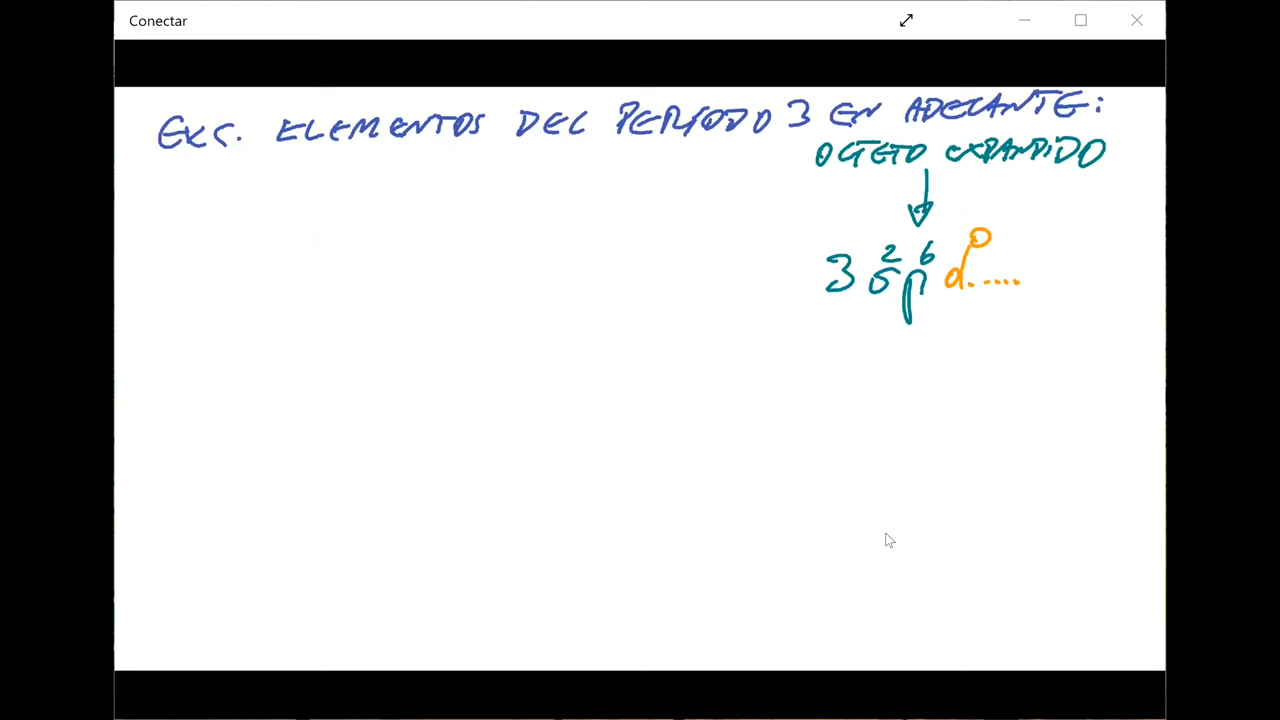 Conectar
EXC. ELEMENTOS DEL PERIODO 3 EN ADELANTE:
OCTETO EXPANDIDO
3 s² p⁶ d⁰.....